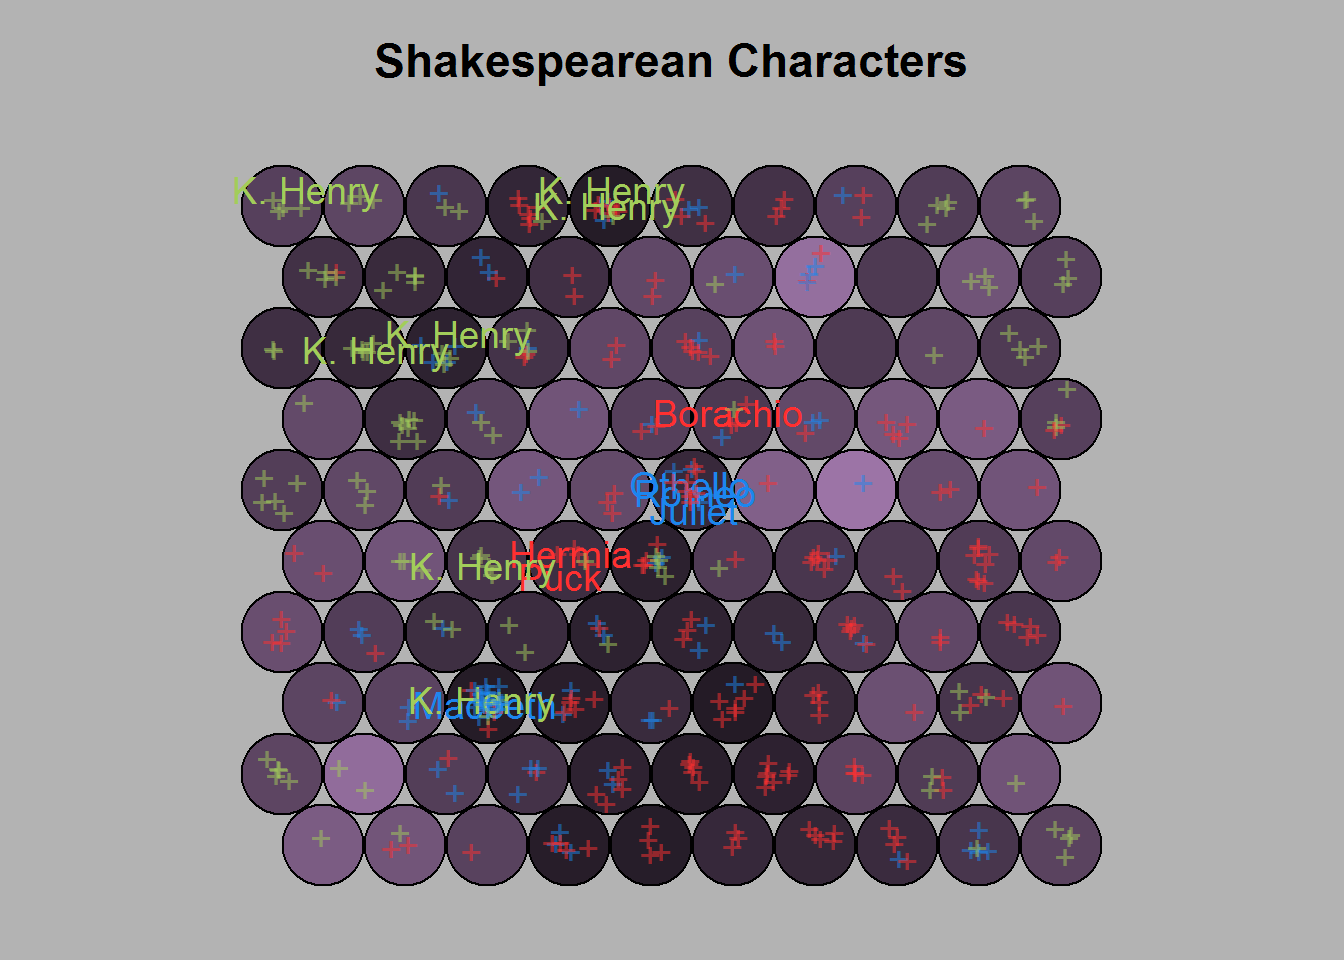 Shakespearean Characters
K. Henry
K. Henry
K. Henry
K. Henry
K. Henry
Borachio
Othello
Romeo
Juliet
Hermia
K. Henry
Puck
K. Henry
Macbeth